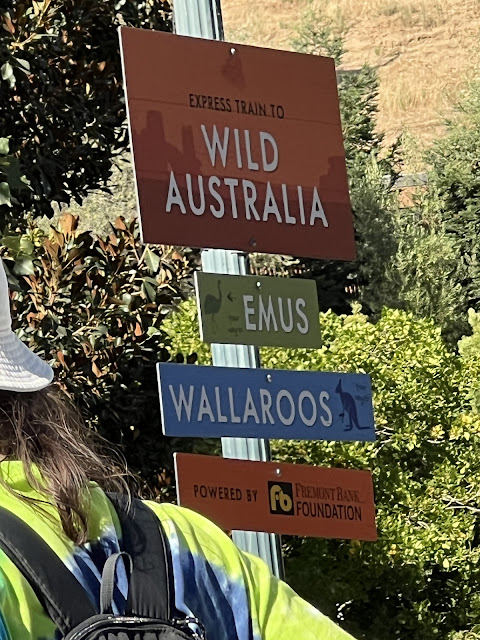 EXPRESS TRAIN TO
WILD
AUSTRALIA
EMUS
WALLAROOS
POWERED BY fb FREMONT BANK
FOUNDATION